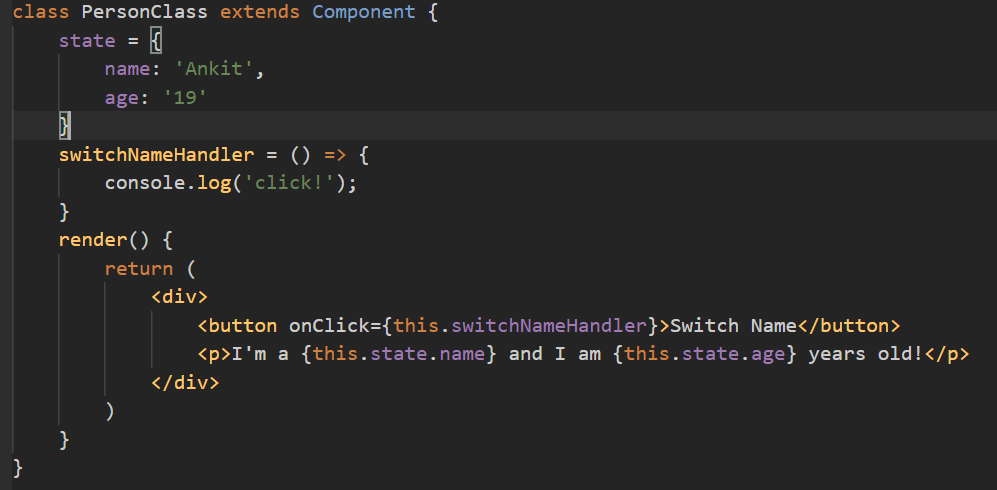 class PersonClass extends Component {
    state = {
        name: 'Ankit',
        age: '19'
    }
    switchNameHandler = () => {
        console.log('click!');
    }
    render() {
        return (
            <div>
                <button onClick={this.switchNameHandler}>Switch Name</button>
                <p>I'm a {this.state.name} and I am {this.state.age} years old!</p>
            </div>
        )
    }
}